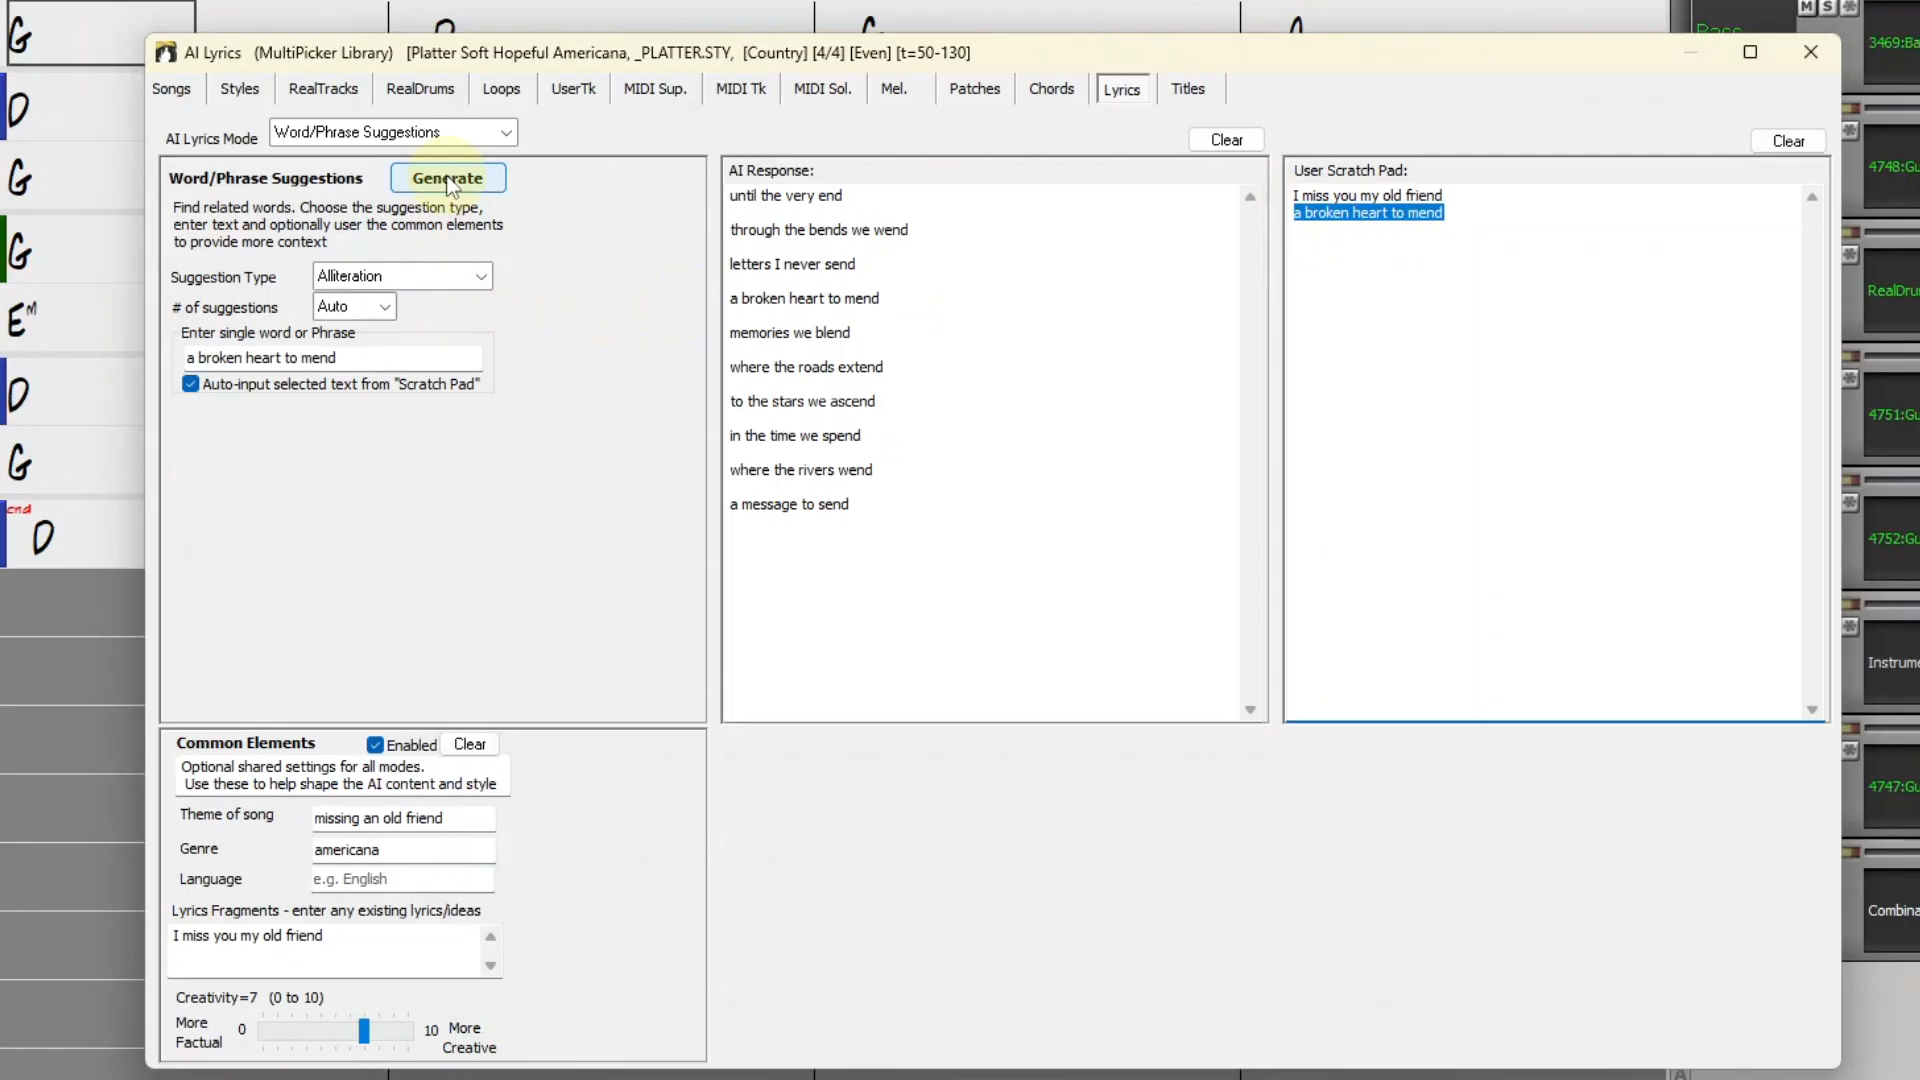 AI Lyrics (MultiPicker Library) [Platter Soft Hopeful Americana, _PLATTER.STY, [Country] [4/4] [Even] [t=50-130]
Songs Styles RealTracks RealDrums Loops UserTk MIDI Sup. MIDI Tk MIDI Sol. Mel. Patches Chords Lyrics Titles
AI Lyrics Mode Word/Phrase Suggestions
Clear
Clear
Word/Phrase Suggestions Generate
Find related words. Choose the suggestion type,
enter text and optionally user the common elements
to provide more context
Suggestion Type Alliteration
# of suggestions Auto
Enter single word or Phrase
a broken heart to mend
Auto-input selected text from "Scratch Pad"
AI Response:
until the very end
through the bends we wend
letters I never send
a broken heart to mend
memories we blend
where the roads extend
to the stars we ascend
in the time we spend
where the rivers wend
a message to send
User Scratch Pad:
I miss you my old friend
a broken heart to mend
Common Elements Enabled Clear
Optional shared settings for all modes.
Use these to help shape the AI content and style
Theme of song missing an old friend
Genre americana
Language e.g. English
Lyrics Fragments - enter any existing lyrics/ideas
I miss you my old friend
Creativity=7 (0 to 10)
More
Factual
0
10
More
Creative
G
D
G
G
Em
D
G
end
D
M S
3469:Ba
4748:Gu
RealDru
4751:Gu
4752:Gu
Instrume
4747:Gu
Combina